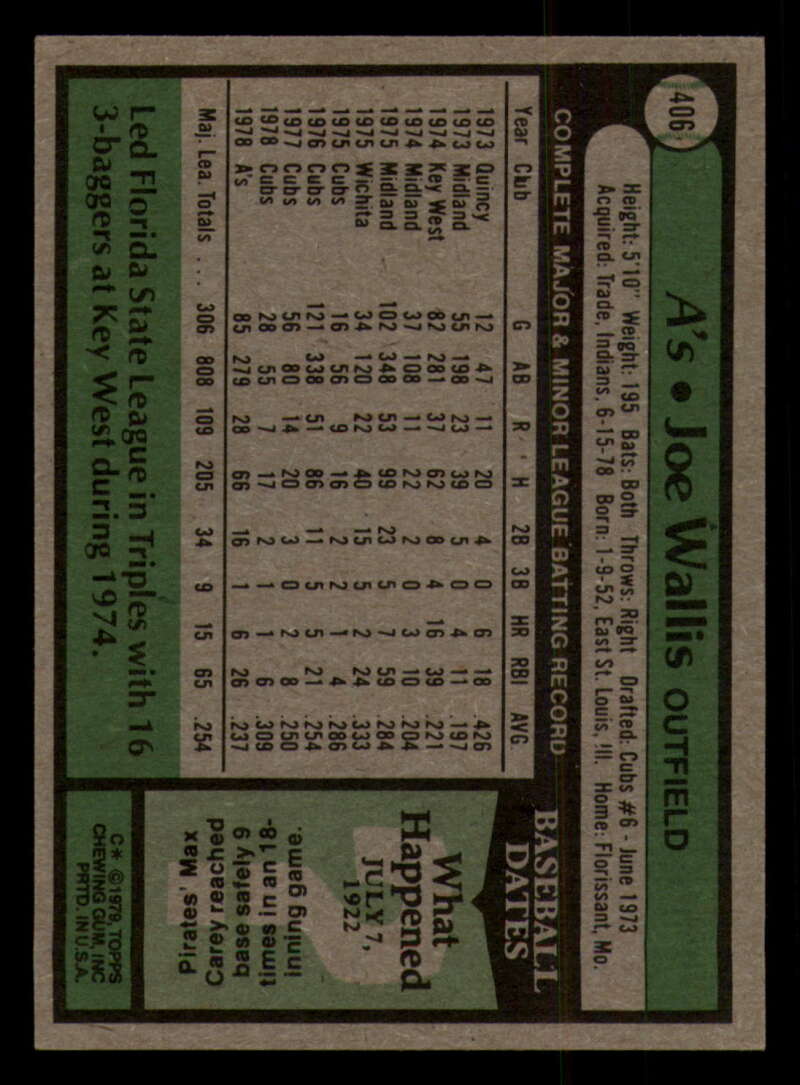 406
A's • Joe Wallis OUTFIELD
Height: 5'10" Weight: 195 Bats: Both Throws: Right Drafted: Cubs #6 - June 1973
Acquired: Trade, Indians, 6-15-78 Born: 1-9-52, East St. Louis, Ill. Home: Florissant, Mo.
COMPLETE MAJOR & MINOR LEAGUE BATTING RECORD
Year Club G AB R H 2B 3B HR RBI AVG
1973 Quincy 12 47 11 20 4 0 6 18 .426
1973 Midland 55 198 23 39 5 0 4 11 .197
1974 Key West 82 281 37 62 8 4 16 39 .221
1974 Midland 37 108 11 22 2 0 3 10 .204
1975 Midland 102 348 53 99 23 5 7 59 .284
1975 Wichita 34 120 22 40 15 5 2 24 .333
1975 Cubs 16 56 9 16 2 2 1 4 .286
1976 Cubs 121 338 51 86 11 5 5 21 .254
1977 Cubs 56 80 14 20 3 0 2 8 .250
1978 Cubs 28 55 7 17 2 1 1 6 .309
1978 A's 85 279 28 66 16 1 6 26 .237
Maj. Lea. Totals . . . 306 808 109 205 34 9 15 65 .254
Led Florida State League in Triples with 16
3-baggers at Key West during 1974.
BASEBALL
DATES
What
Happened
JULY 7,
1922
Pirates' Max
Carey reached
base safely 9
times in an 18-
inning game.
C* ©1979, TOPPS
CHEWING GUM, INC
PRTD. IN U.S.A.